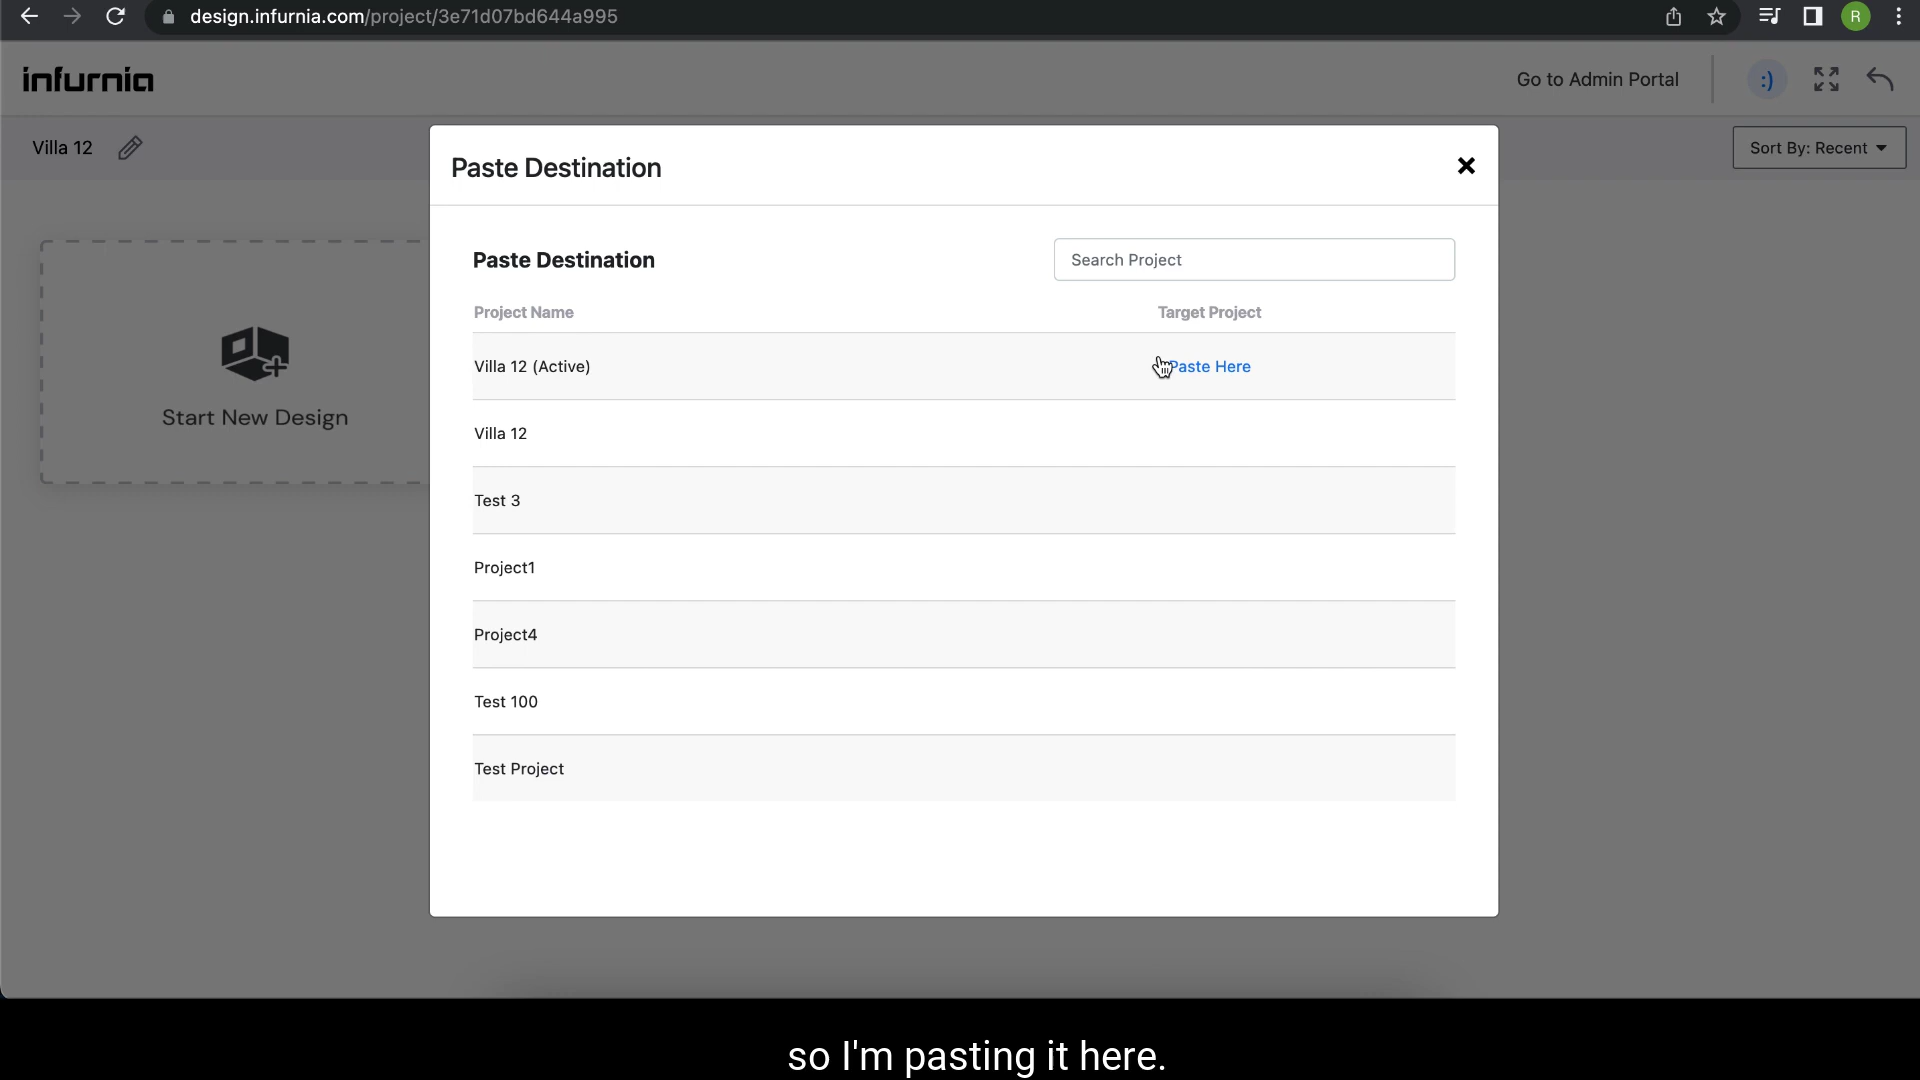 design.infurnia.com/project/3e71d07bd644a995
R
infurnia
Go to Admin Portal
:)
Villa 12
Sort By: Recent
Paste Destination
Paste Destination
Search Project
Project Name
Target Project
Villa 12 (Active)
Paste Here
Villa 12
Test 3
Project1
Project4
Test 100
Test Project
Start New Design
so I'm pasting it here.